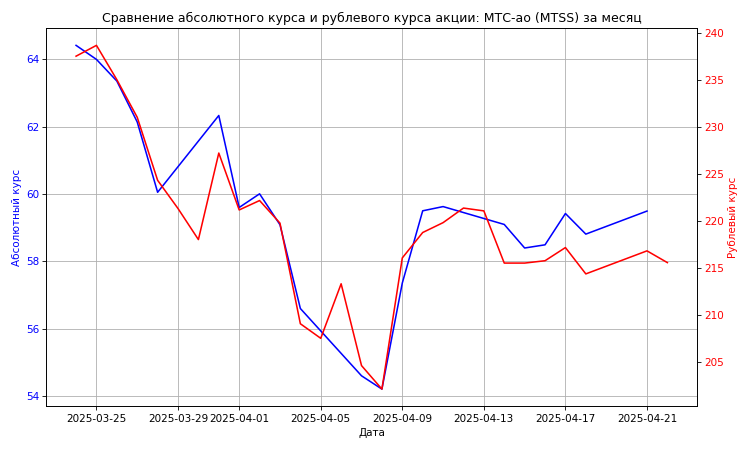 Сравнение абсолютного курса и рублевого курса акции: МТС-ао (MTSS) за месяц
Абсолютный курс
64
62
60
58
56
54
240
235
230
225
220
215
210
205
Рублевый курс
2025-03-25 2025-03-29 2025-04-01 2025-04-05 2025-04-09 2025-04-13 2025-04-17 2025-04-21
Дата